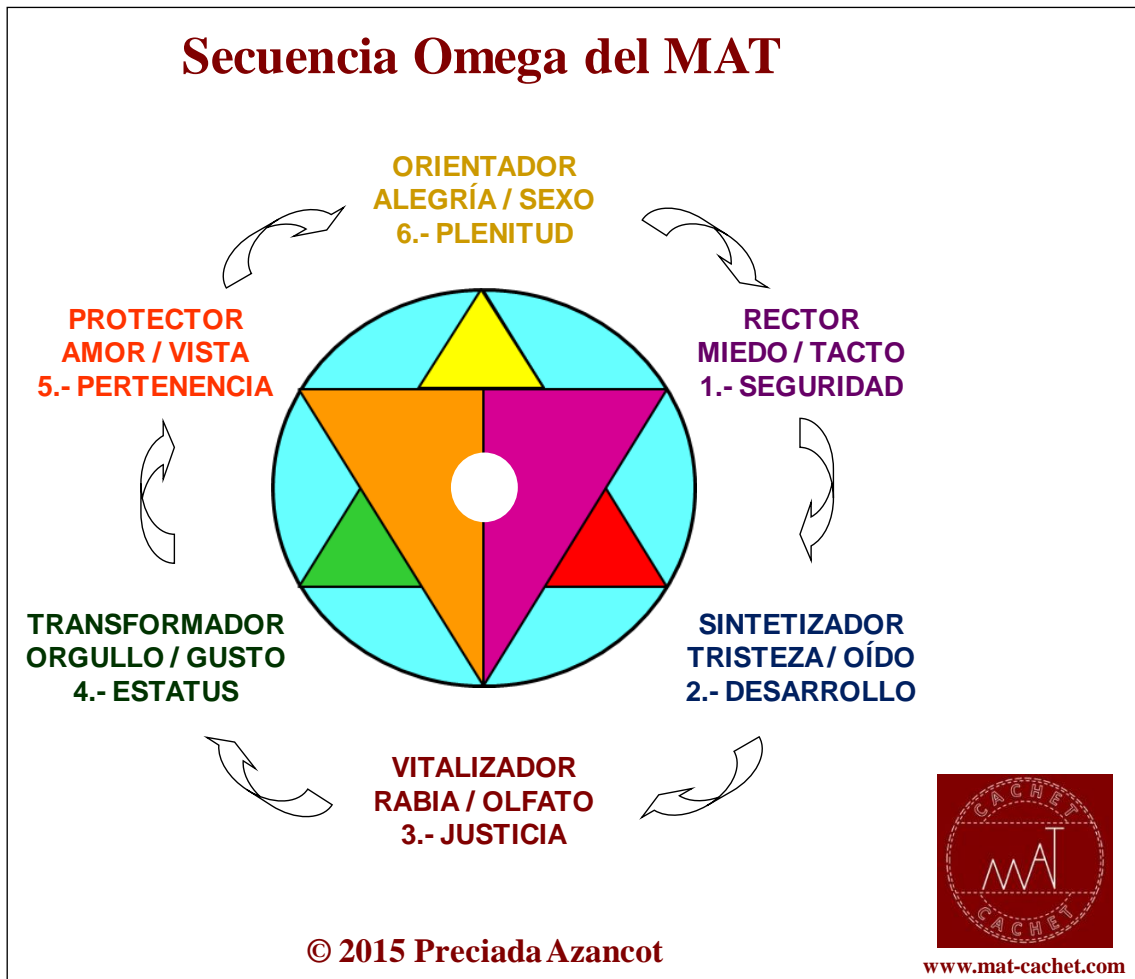 Secuencia Omega del MAT
ORIENTADOR
ALEGRÍA / SEXO
6.- PLENITUD
PROTECTOR
AMOR / VISTA
5.- PERTENENCIA
RECTOR
MIEDO / TACTO
1.- SEGURIDAD
TRANSFORMADOR
ORGULLO / GUSTO
4.- ESTATUS
SINTETIZADOR
TRISTEZA / OÍDO
2.- DESARROLLO
VITALIZADOR
RABIA / OLFATO
3.- JUSTICIA
CACHET
MAT
CACHET
© 2015 Preciada Azancot
www.mat-cachet.com